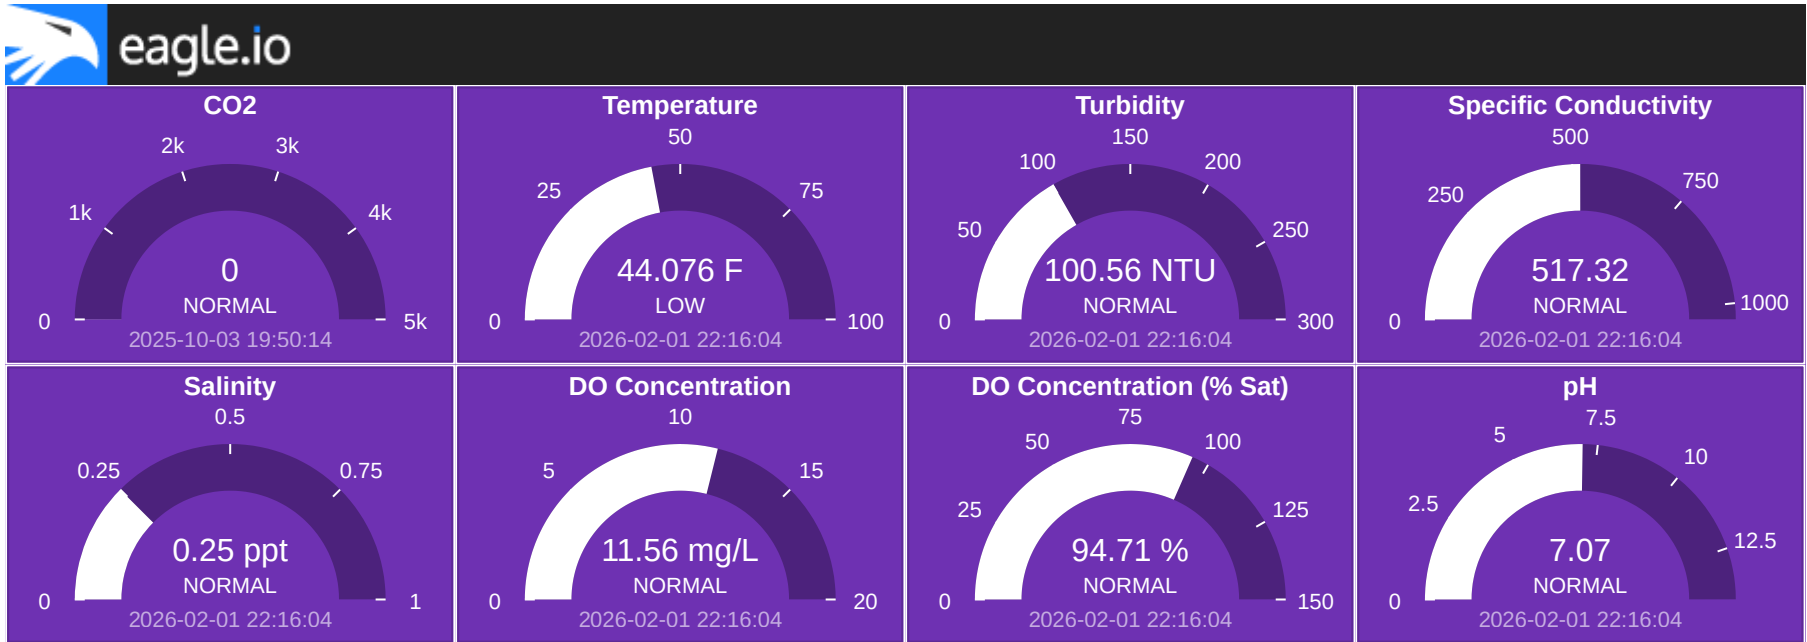 eagle.io
CO2
2k
3k
1k
4k
0
NORMAL
0
5k
2025-10-03 19:50:14
Temperature
50
25
75
44.076 F
LOW
0
100
2026-02-01 22:16:04
Turbidity
150
100
200
50
250
100.56 NTU
NORMAL
0
300
2026-02-01 22:16:04
Specific Conductivity
500
250
750
517.32
NORMAL
0
1000
2026-02-01 22:16:04
Salinity
0.5
0.25
0.75
0.25 ppt
NORMAL
0
1
2026-02-01 22:16:04
DO Concentration
10
5
15
11.56 mg/L
NORMAL
0
20
2026-02-01 22:16:04
DO Concentration (% Sat)
75
50
100
25
125
94.71 %
NORMAL
0
150
2026-02-01 22:16:04
pH
7.5
5
10
2.5
12.5
7.07
NORMAL
0
2026-02-01 22:16:04